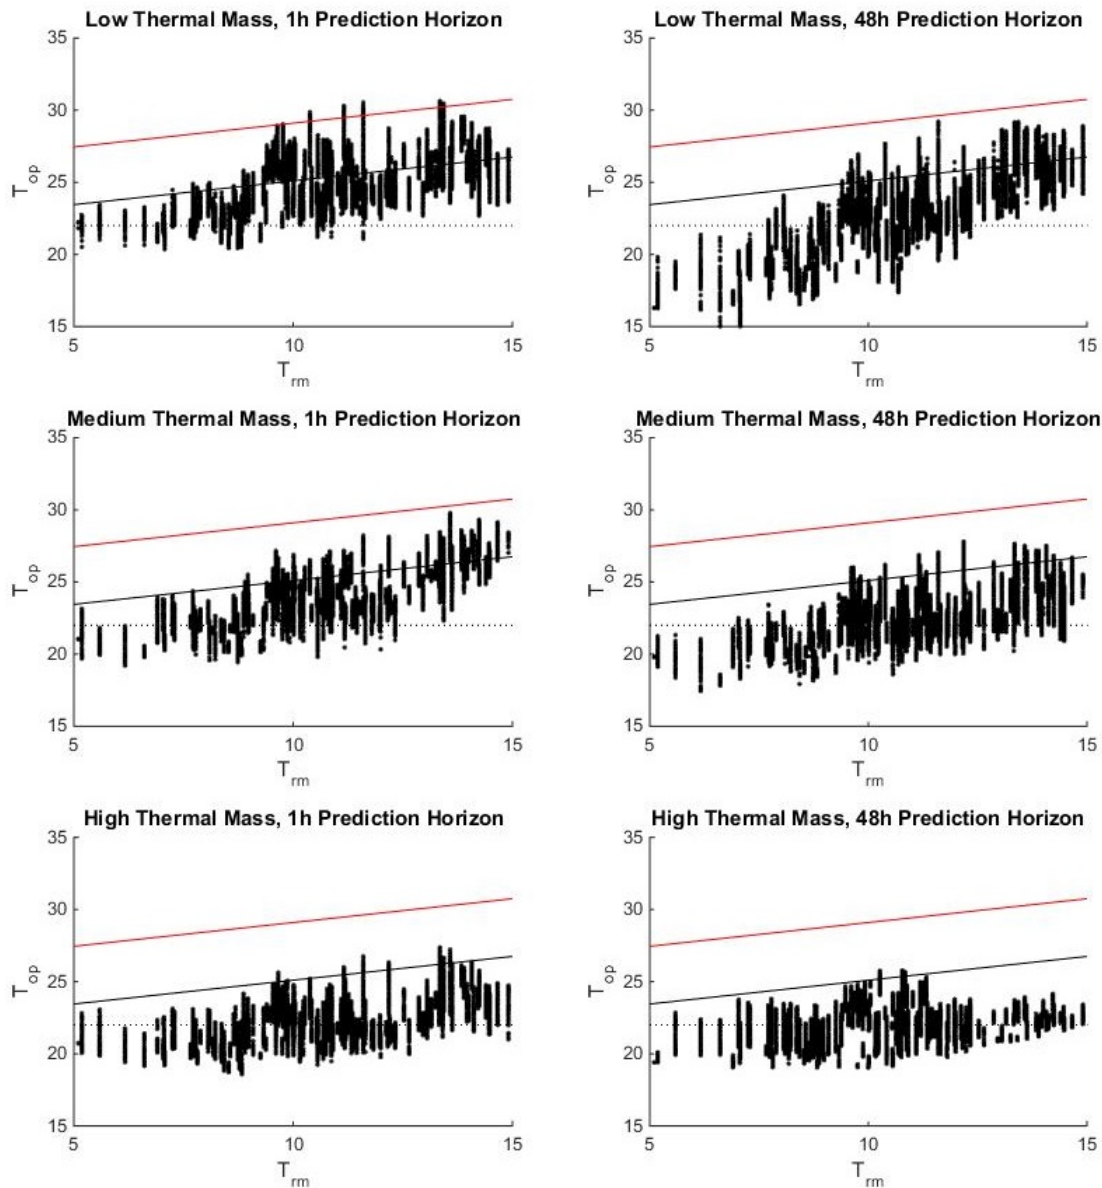 Low Thermal Mass, 1h Prediction Horizon
35
30
25
20
15
T_op
5
10
15
T_rm
Low Thermal Mass, 48h Prediction Horizon
35
30
25
20
15
T_op
5
10
15
T_rm
Medium Thermal Mass, 1h Prediction Horizon
35
30
25
20
15
T_op
5
10
15
T_rm
Medium Thermal Mass, 48h Prediction Horizon
35
30
25
20
15
T_op
5
10
15
T_rm
High Thermal Mass, 1h Prediction Horizon
35
30
25
20
15
T_op
5
10
15
T_rm
High Thermal Mass, 48h Prediction Horizon
35
30
25
20
15
T_op
5
10
15
T_rm